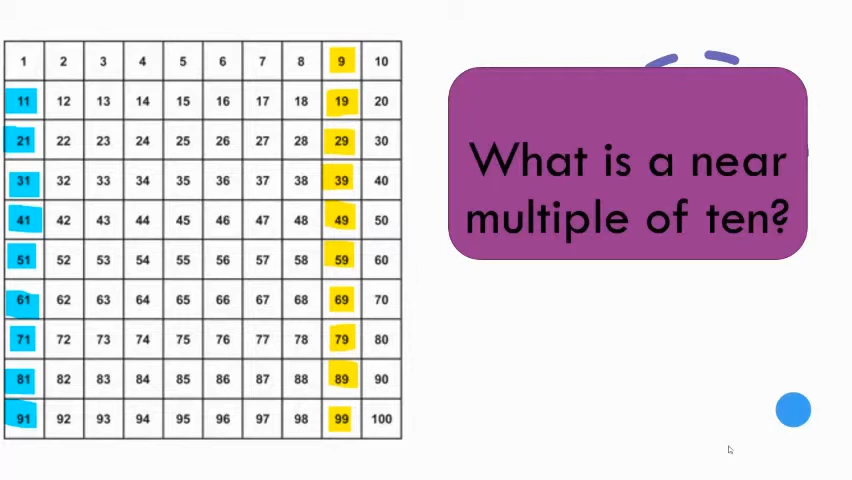 1 2 3 4 5 6 7 8 9 10
11 12 13 14 15 16 17 18 19 20
21 22 23 24 25 26 27 28 29 30
31 32 33 34 35 36 37 38 39 40
41 42 43 44 45 46 47 48 49 50
51 52 53 54 55 56 57 58 59 60
61 62 63 64 65 66 67 68 69 70
71 72 73 74 75 76 77 78 79 80
81 82 83 84 85 86 87 88 89 90
91 92 93 94 95 96 97 98 99 100
What is a near
multiple of ten?